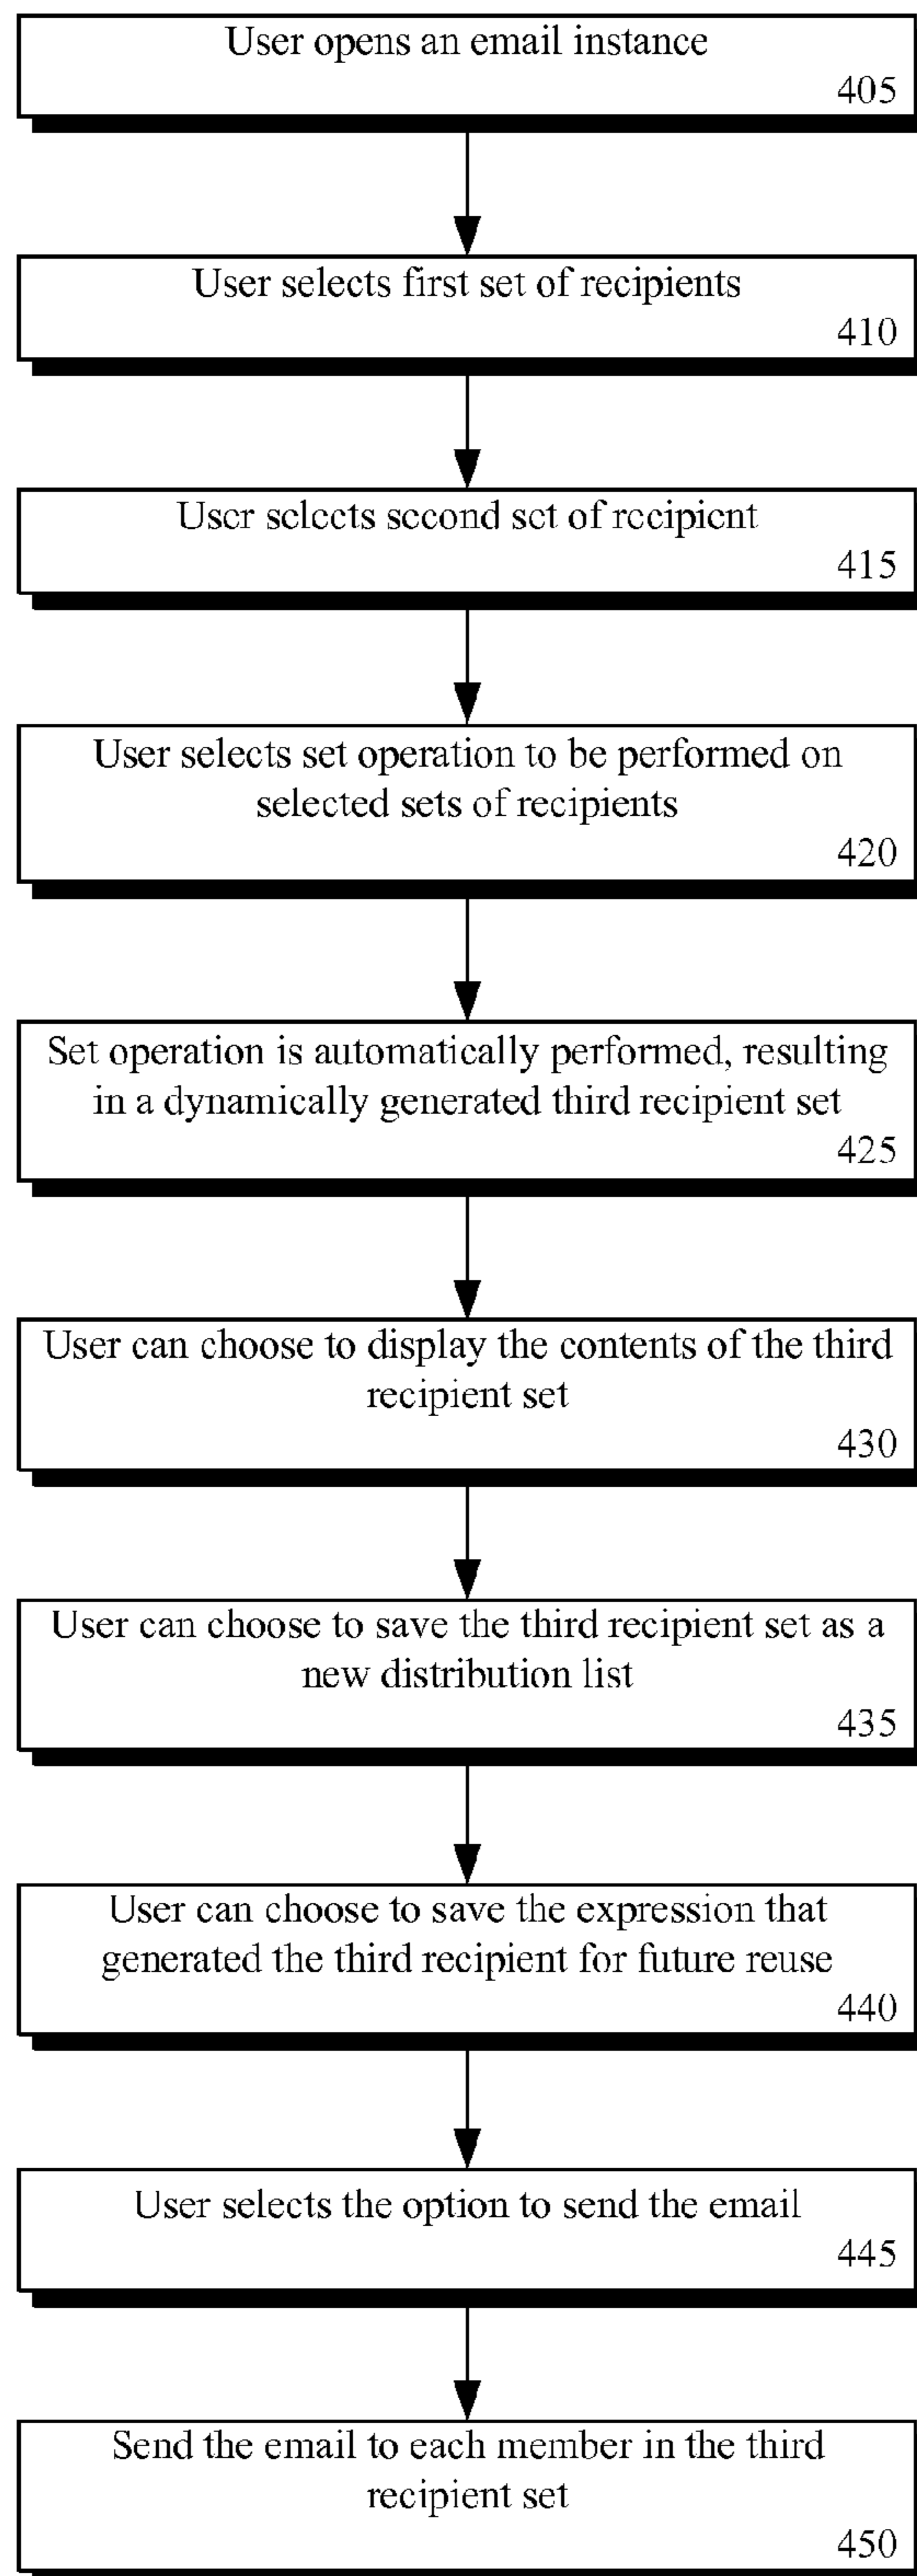 User opens an email instance
405
User selects first set of recipients
410
User selects second set of recipient
415
User selects set operation to be performed on
selected sets of recipients
420
Set operation is automatically performed, resulting
in a dynamically generated third recipient set
425
User can choose to display the contents of the third
recipient set
430
User can choose to save the third recipient set as a
new distribution list
435
User can choose to save the expression that
generated the third recipient for future reuse
440
User selects the option to send the email
445
Send the email to each member in the third
recipient set
450